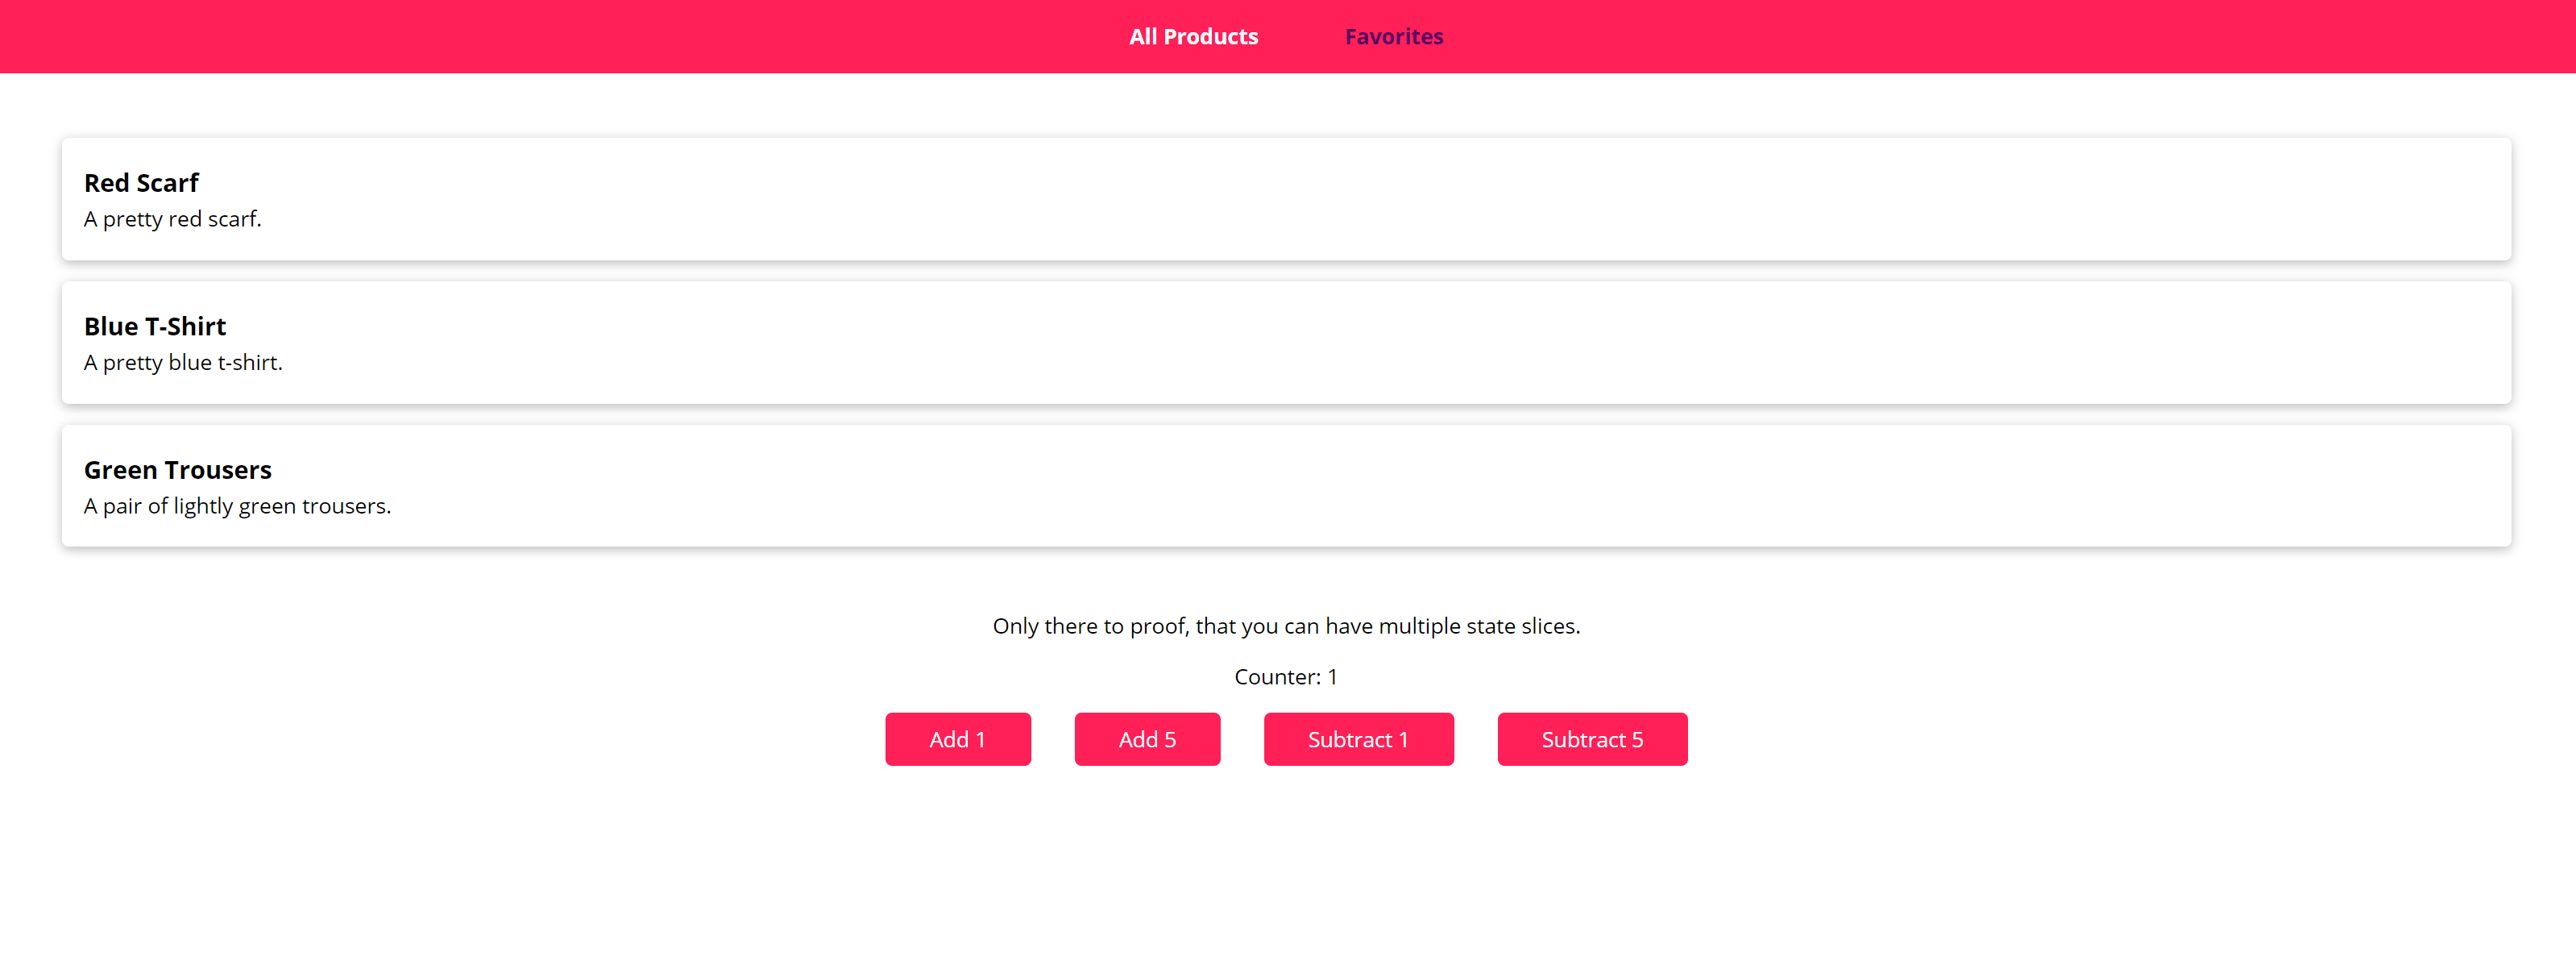 All Products Favorites
Red Scarf
A pretty red scarf.
Blue T-Shirt
A pretty blue t-shirt.
Green Trousers
A pair of lightly green trousers.
Only there to proof, that you can have multiple state slices.
Counter: 1
Add 1 Add 5 Subtract 1 Subtract 5